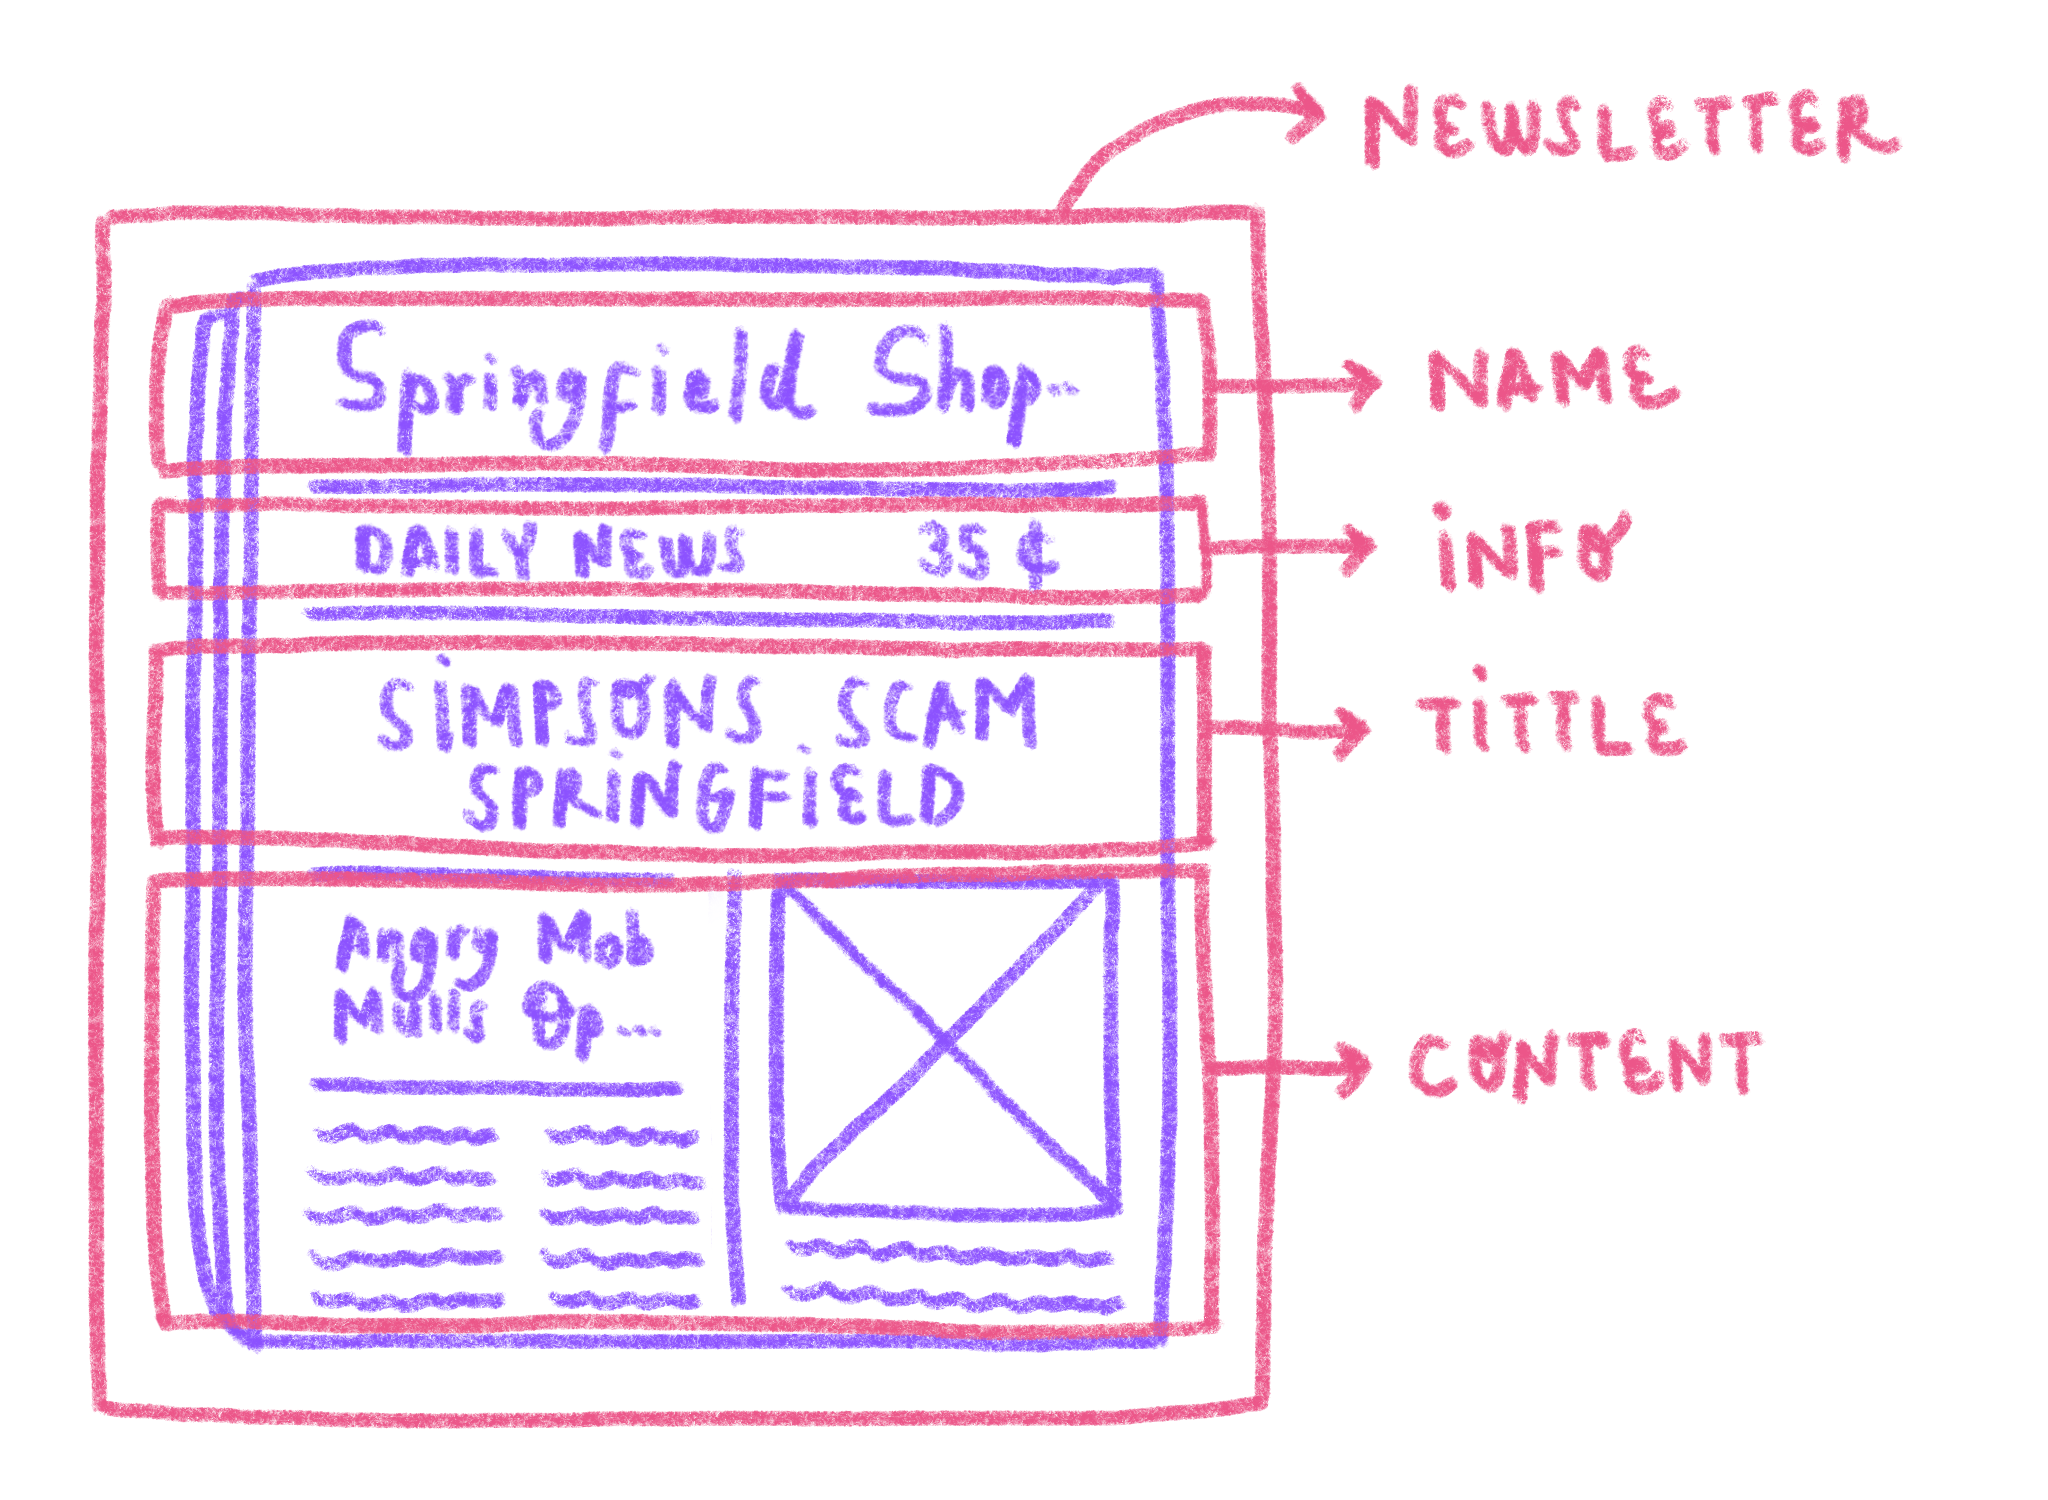 NEWSLETTER
Springfield Shop...
NAME
DAILY NEWS 35 ¢
INFO
SIMPSONS SCAM
SPRINGFIELD
TITTLE
Angry Mob
Mulls Op...
CONTENT